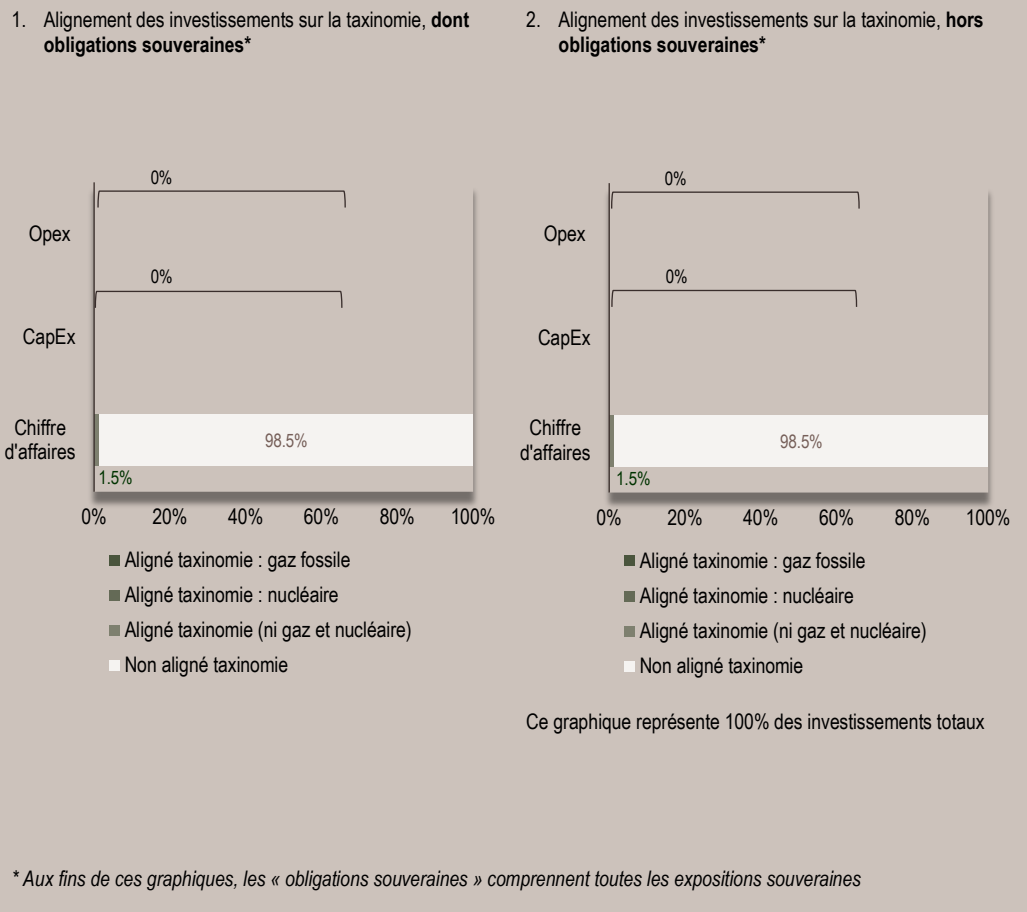 1. Alignement des investissements sur la taxinomie, dont
obligations souveraines*
0%
Opex
0%
CapEx
Chiffre
d'affaires
98.5%
1.5%
0% 20% 40% 60% 80% 100%
Aligné taxinomie : gaz fossile
Aligné taxinomie : nucléaire
Aligné taxinomie (ni gaz et nucléaire)
Non aligné taxinomie
2. Alignement des investissements sur la taxinomie, hors
obligations souveraines*
0%
Opex
0%
CapEx
Chiffre
d'affaires
98.5%
1.5%
0% 20% 40% 60% 80% 100%
Aligné taxinomie : gaz fossile
Aligné taxinomie : nucléaire
Aligné taxinomie (ni gaz et nucléaire)
Non aligné taxinomie
Ce graphique représente 100% des investissements totaux
* Aux fins de ces graphiques, les « obligations souveraines » comprennent toutes les expositions souveraines